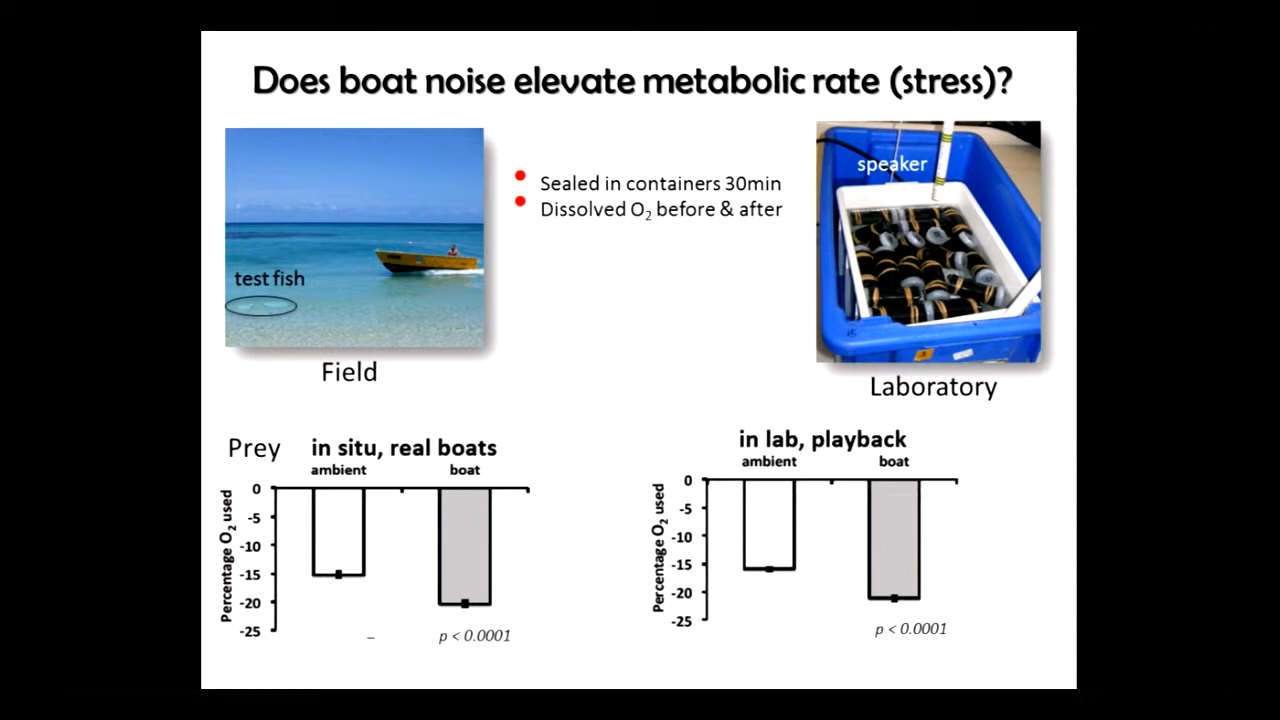 Does boat noise elevate metabolic rate (stress)?
speaker
Sealed in containers 30min
Dissolved O2 before & after
test fish
Field
Laboratory
Prey
in situ, real boats
ambient
boat
Percentage O2 used
0
-5
-10
-15
-20
-25
–
p < 0.0001
in lab, playback
ambient
boat
Percentage O2 used
0
-5
-10
-15
-20
-25
p < 0.0001